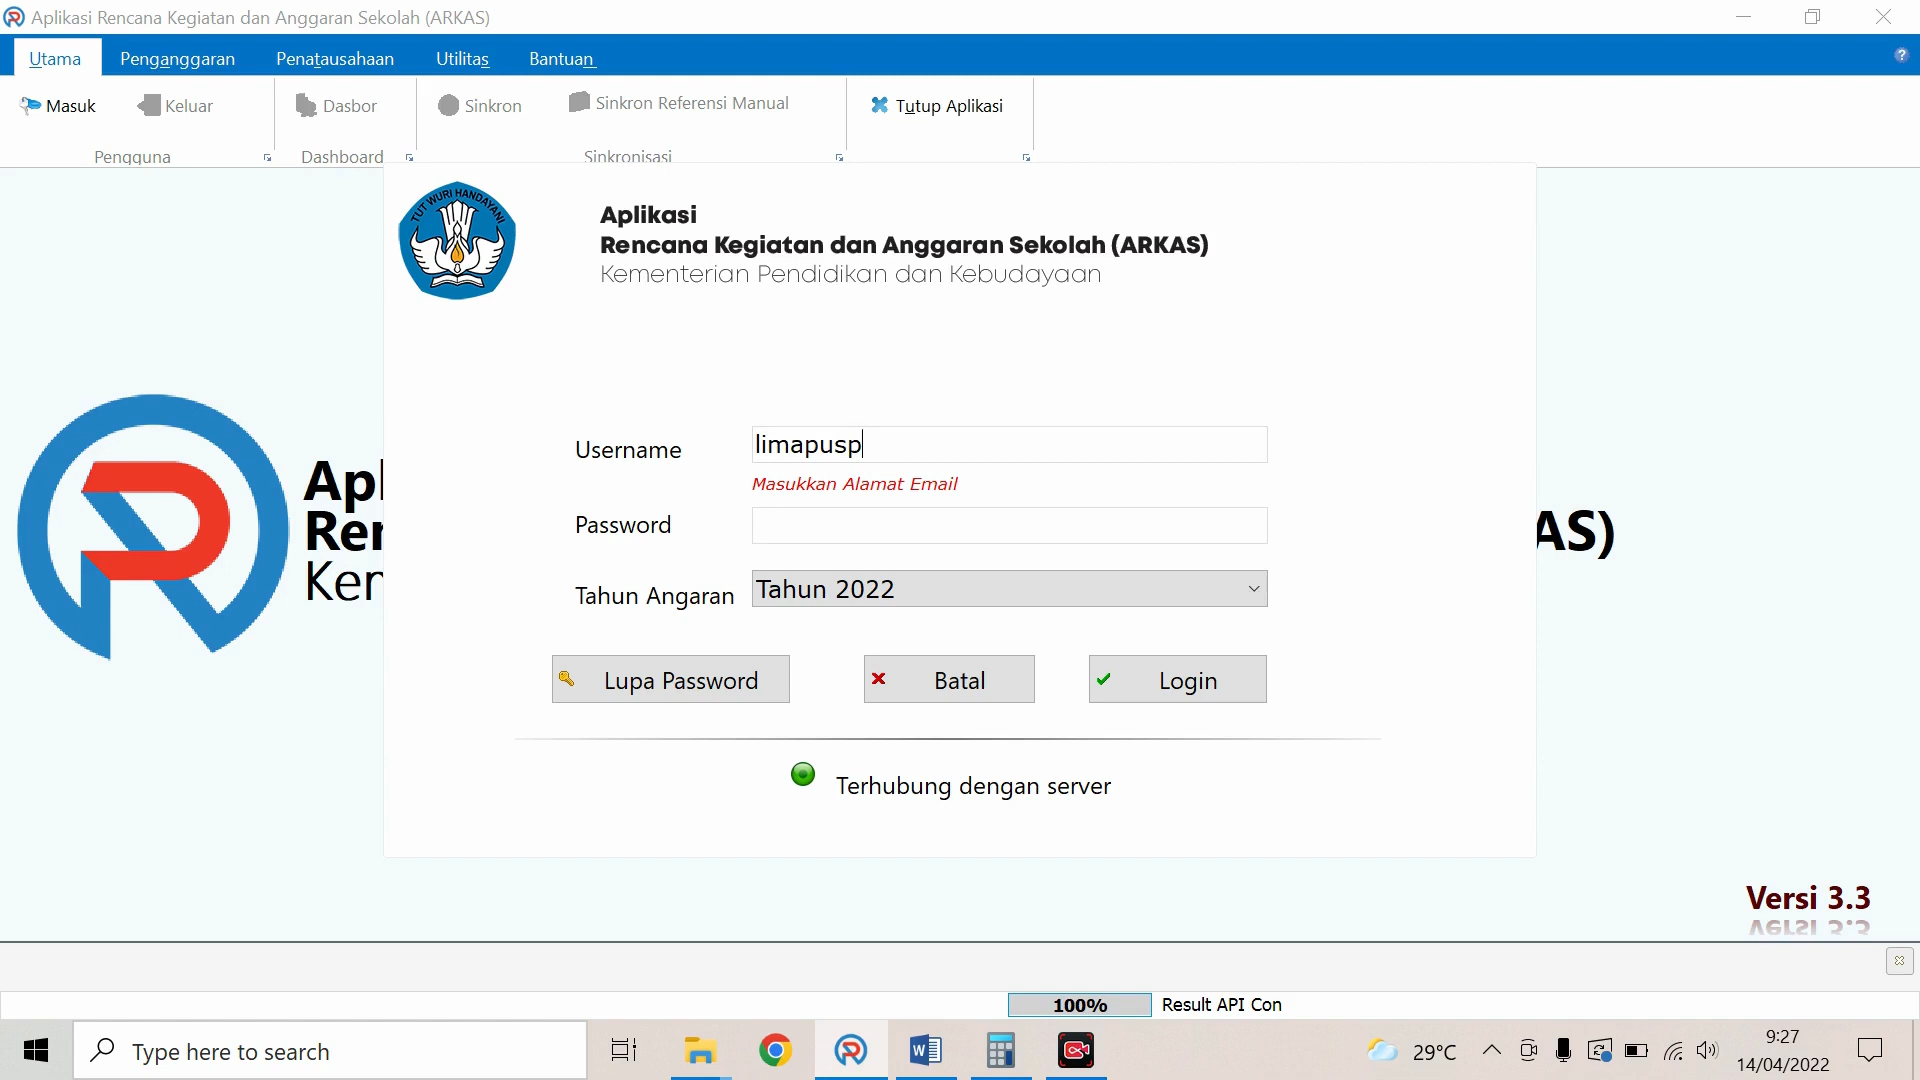 Aplikasi Rencana Kegiatan dan Anggaran Sekolah (ARKAS)
Utama Penganggaran Penatausahaan Utilitas Bantuan
Masuk Keluar Dasbor Sinkron Sinkron Referensi Manual Tutup Aplikasi
Pengguna Dashboard Sinkronisasi
TUT WURI HANDAYANI
Aplikasi
Rencana Kegiatan dan Anggaran Sekolah (ARKAS)
Kementerian Pendidikan dan Kebudayaan
Username limapusp
Masukkan Alamat Email
Password
Tahun Angaran Tahun 2022
Lupa Password Batal Login
Terhubung dengan server
Apl
Rer
Ker
AS)
Versi 3.3
100% Result API Con
Type here to search
29°C
9:27
14/04/2022